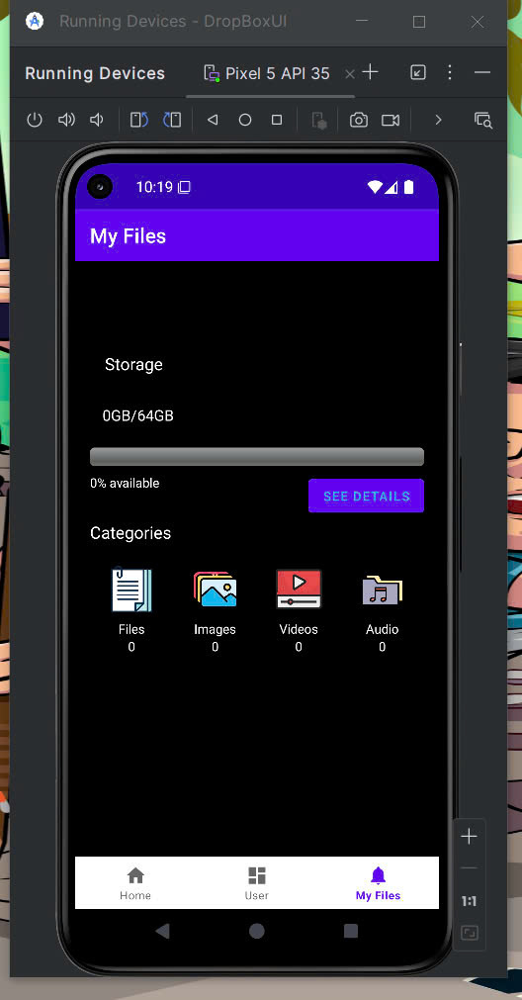 Running Devices - DropBoxUI
Running Devices
Pixel 5 API 35
10:19
My Files
Storage
0GB/64GB
0% available
SEE DETAILS
Categories
Files
Images
Videos
Audio
0
0
0
0
Home
User
My Files
1:1